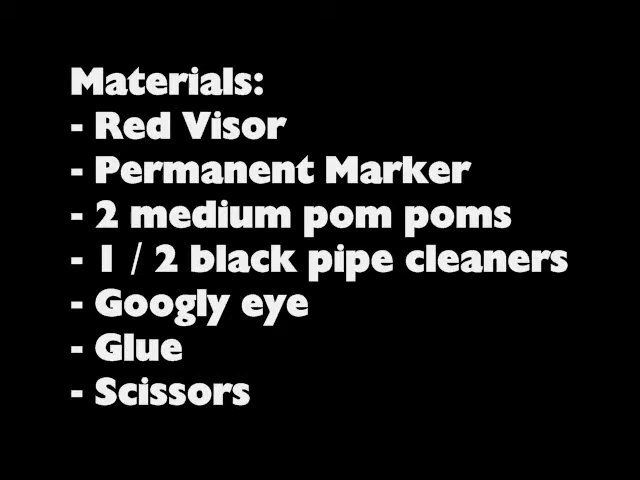 Materials:
- Red Visor
- Permanent Marker
- 2 medium pom poms
- 1 / 2 black pipe cleaners
- Googly eye
- Glue
- Scissors